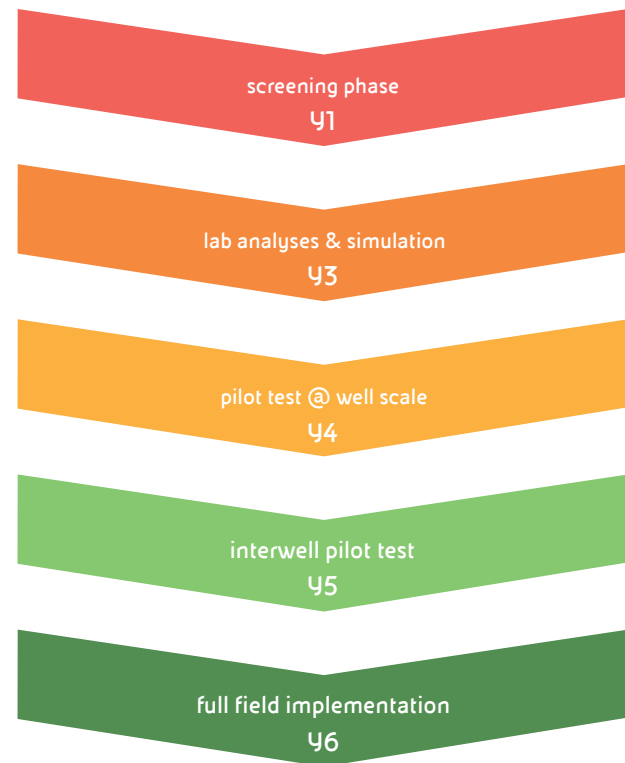 screening phase
Y1
lab analyses & simulation
Y3
pilot test @ well scale
Y4
interwell pilot test
Y5
full field implementation
Y6